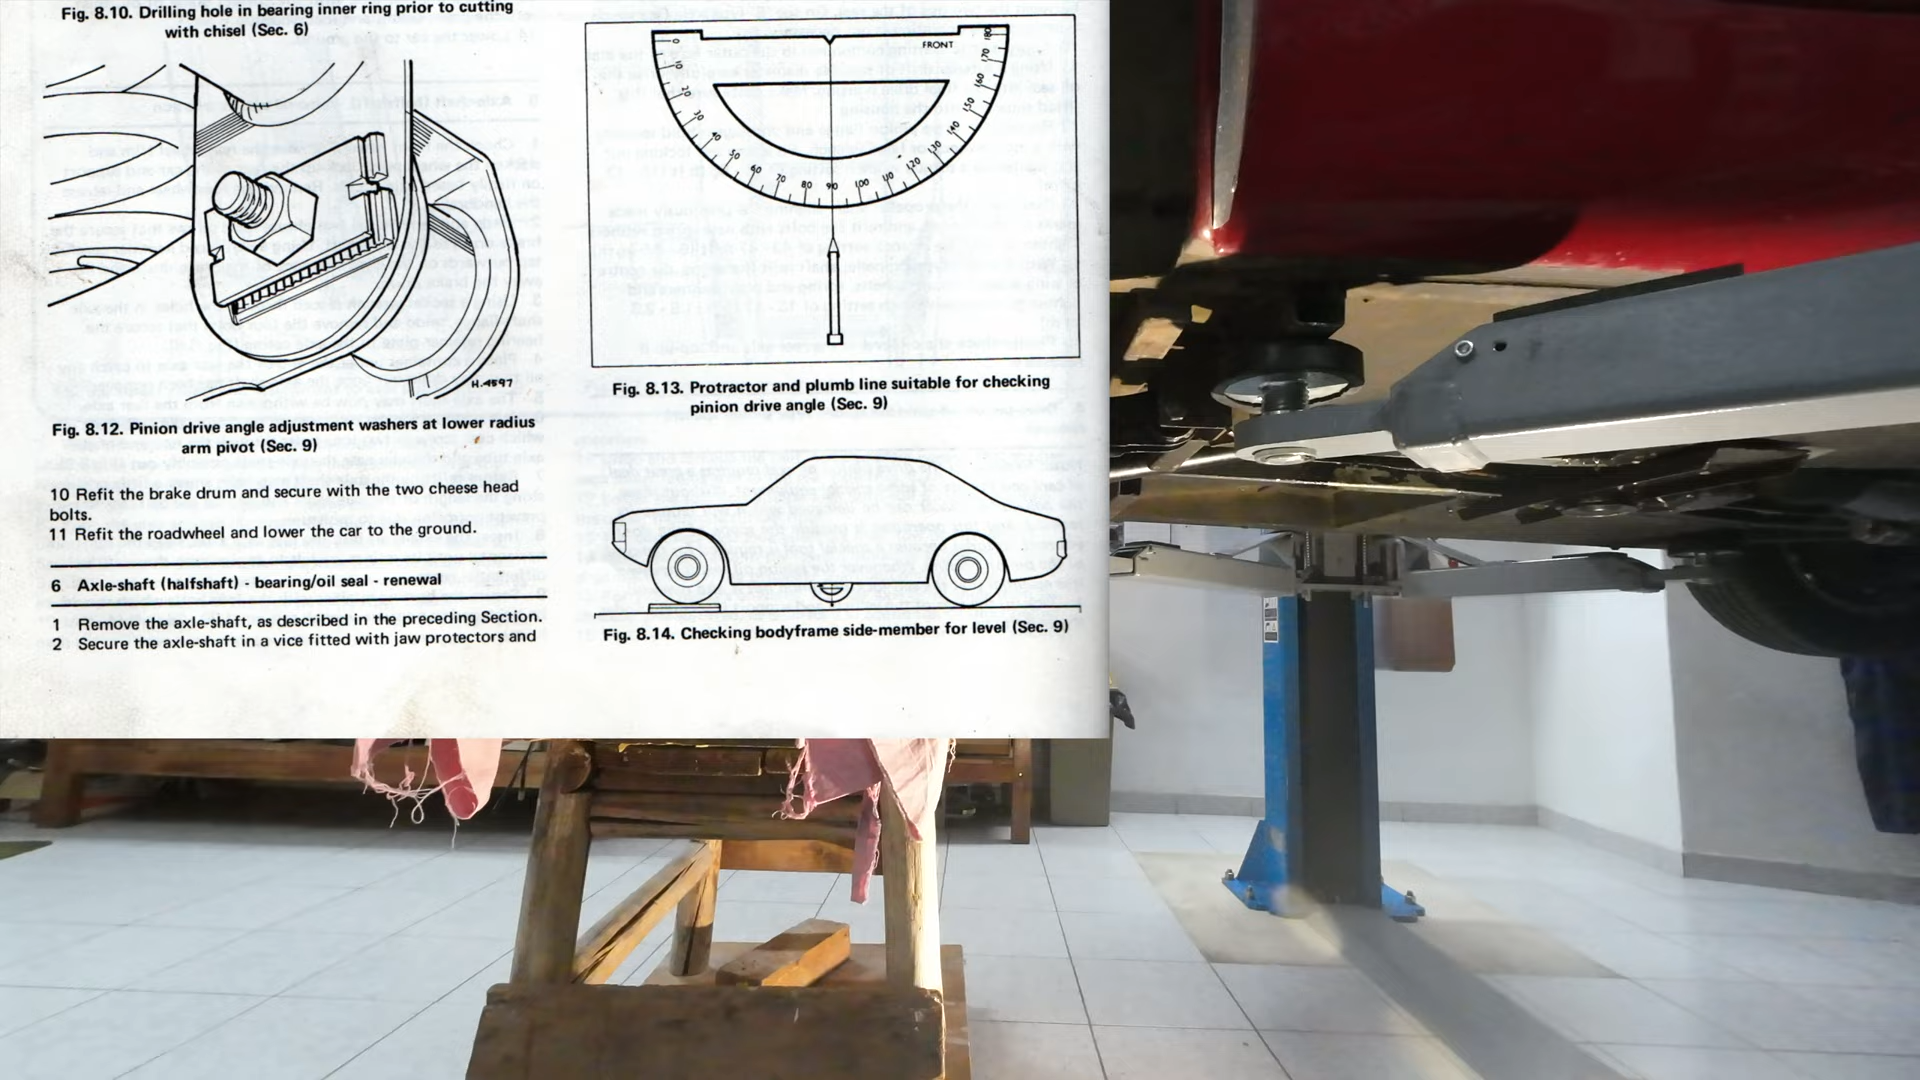 Fig. 8.10. Drilling hole in bearing inner ring prior to cutting
with chisel (Sec. 6)
H.4597
Fig. 8.12. Pinion drive angle adjustment washers at lower radius
arm pivot (Sec. 9)
10 Refit the brake drum and secure with the two cheese head
bolts.
11 Refit the roadwheel and lower the car to the ground.
6 Axle-shaft (halfshaft) - bearing/oil seal - renewal
1 Remove the axle-shaft, as described in the preceding Section.
2 Secure the axle-shaft in a vice fitted with jaw protectors and
FRONT
0 10 20 30 40 50 60 70 80 90 100 110 120 130 140 150 160 170 180
Fig. 8.13. Protractor and plumb line suitable for checking
pinion drive angle (Sec. 9)
Fig. 8.14. Checking bodyframe side-member for level (Sec. 9)